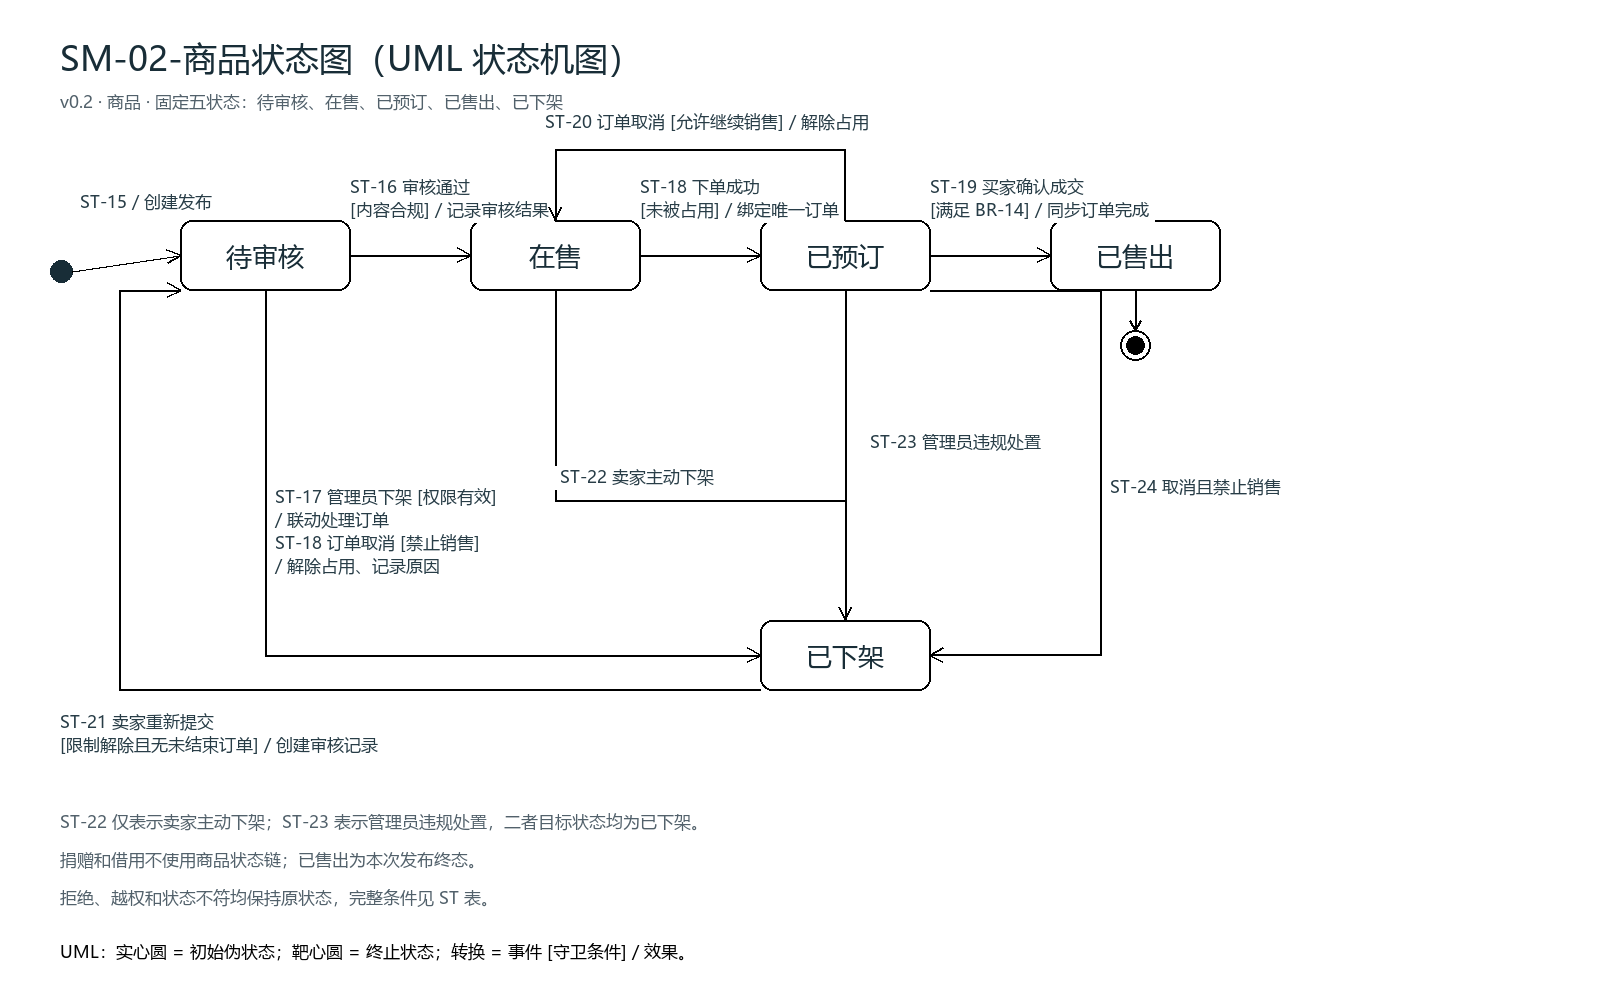 SM-02-商品状态图（UML 状态机图）
v0.2 · 商品 · 固定五状态：待审核、在售、已预订、已售出、已下架
ST-20 订单取消 [允许继续销售] / 解除占用
ST-15 / 创建发布
ST-16 审核通过
[内容合规] / 记录审核结果
ST-18 下单成功
[未被占用] / 绑定唯一订单
ST-19 买家确认成交
[满足 BR-14] / 同步订单完成
待审核
在售
已预订
已售出
ST-23 管理员违规处置
ST-22 卖家主动下架
ST-24 取消且禁止销售
ST-17 管理员下架 [权限有效]
/ 联动处理订单
ST-18 订单取消 [禁止销售]
/ 解除占用、记录原因
已下架
ST-21 卖家重新提交
[限制解除且无未结束订单] / 创建审核记录
ST-22 仅表示卖家主动下架；ST-23 表示管理员违规处置，二者目标状态均为已下架。
捐赠和借用不使用商品状态链；已售出为本次发布终态。
拒绝、越权和状态不符均保持原状态，完整条件见 ST 表。
UML：实心圆 = 初始伪状态；靶心圆 = 终止状态；转换 = 事件 [守卫条件] / 效果。